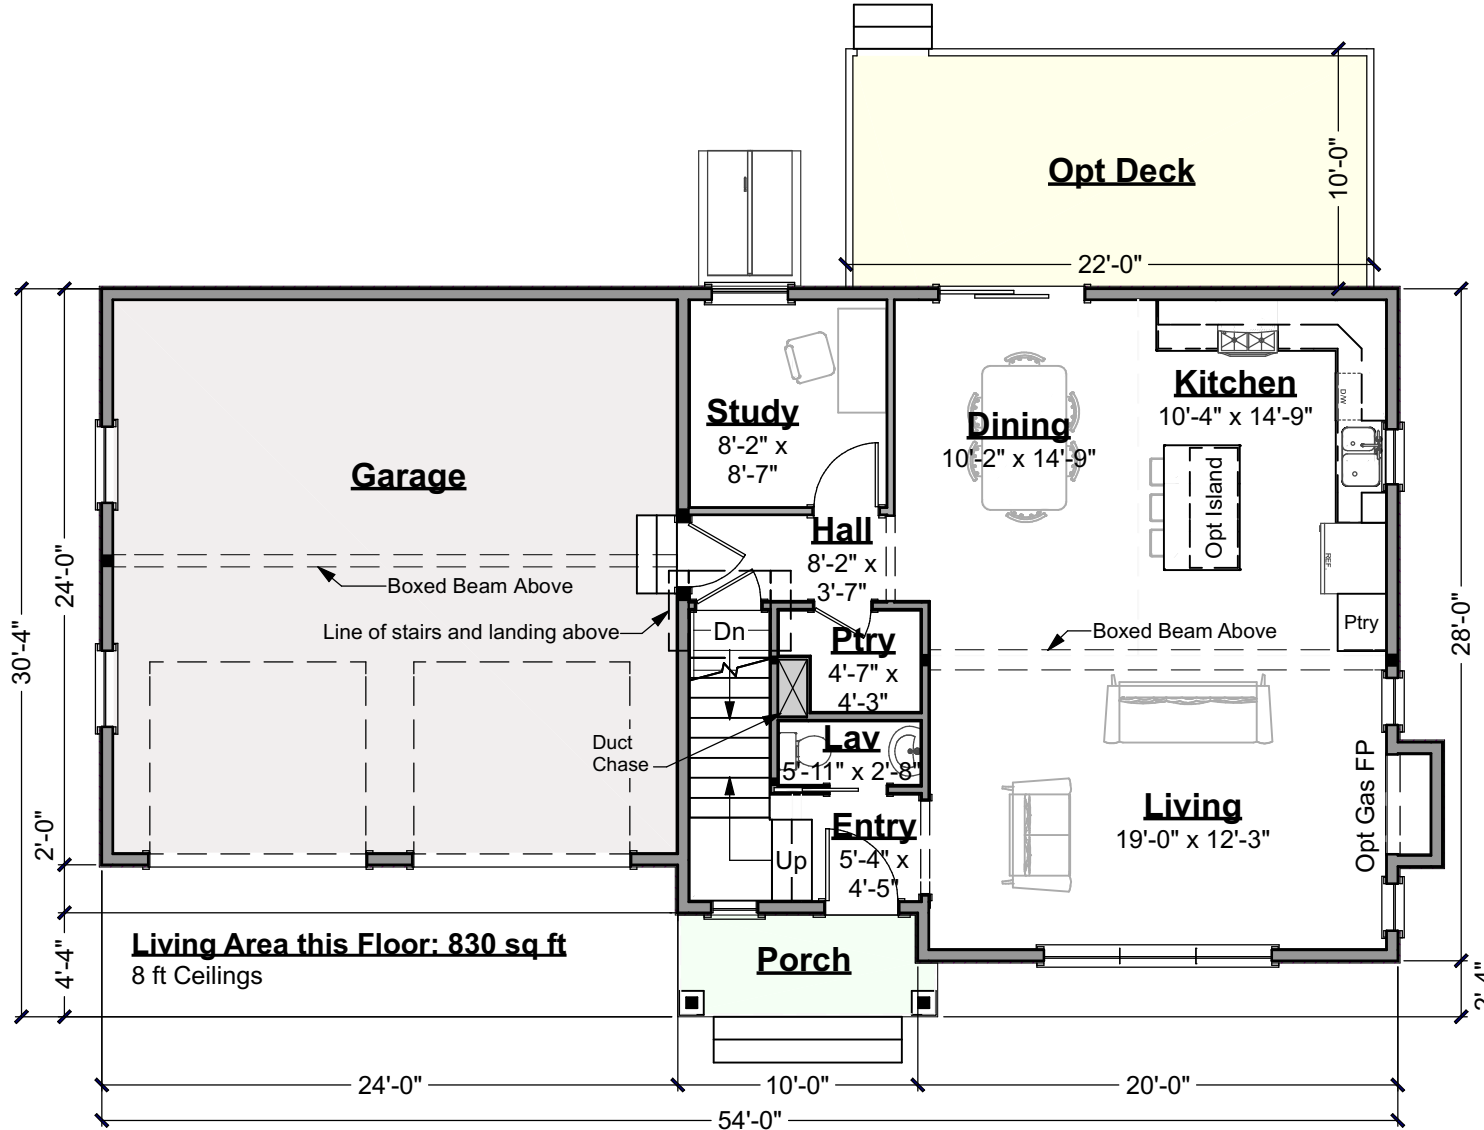 Opt Deck
10'-0"
22'-0"
Kitchen
10'-4" x 14'-9"
D/W
Study
8'-2" x
8'-7"
Dining
10'-2" x 14'-9"
Opt Island
Garage
Hall
8'-2" x
3'-7"
REF.
24'-0"
30'-4"
28'-0"
Boxed Beam Above
Line of stairs and landing above
Dn
Ptry
4'-7" x
4'-3"
Boxed Beam Above
Ptry
Duct
Chase
Lav
5'-11" x 2'-8"
Living
19'-0" x 12'-3"
Opt Gas FP
Entry
5'-4" x
4'-5"
Up
2'-0"
4'-4"
Living Area this Floor: 830 sq ft
8 ft Ceilings
Porch
2'-4"
24'-0"
10'-0"
20'-0"
54'-0"